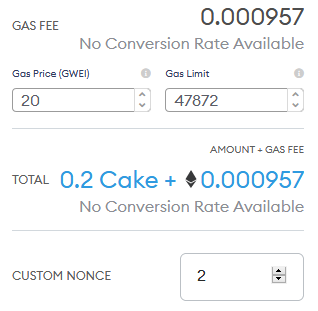 0.000957
GAS FEE
No Conversion Rate Available
Gas Price (GWEI) Gas Limit
20 47872
AMOUNT + GAS FEE
TOTAL 0.2 Cake + 0.000957
No Conversion Rate Available
CUSTOM NONCE 2